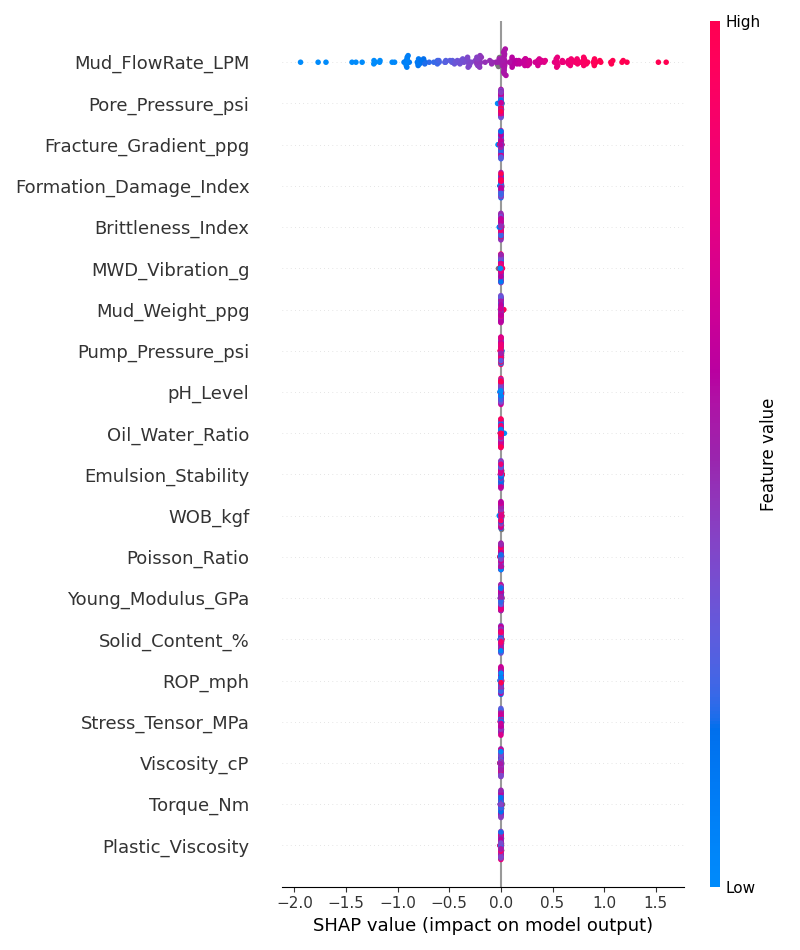 High
Mud_FlowRate_LPM
Pore_Pressure_psi
Fracture_Gradient_ppg
Formation_Damage_Index
Brittleness_Index
MWD_Vibration_g
Mud_Weight_ppg
Pump_Pressure_psi
pH_Level
Oil_Water_Ratio
Emulsion_Stability
WOB_kgf
Poisson_Ratio
Young_Modulus_GPa
Solid_Content_%
ROP_mph
Stress_Tensor_MPa
Viscosity_cP
Torque_Nm
Plastic_Viscosity
Feature value
Low
−2.0 −1.5 −1.0 −0.5 0.0 0.5 1.0 1.5
SHAP value (impact on model output)